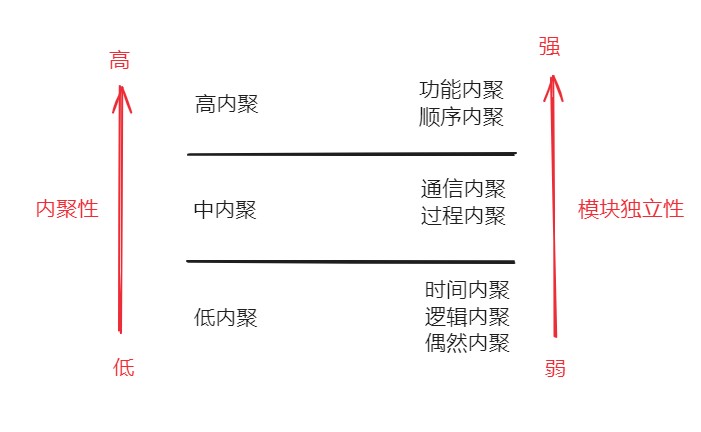 高
强
高内聚
功能内聚
顺序内聚
内聚性
中内聚
通信内聚
过程内聚
模块独立性
低内聚
时间内聚
逻辑内聚
偶然内聚
低
弱